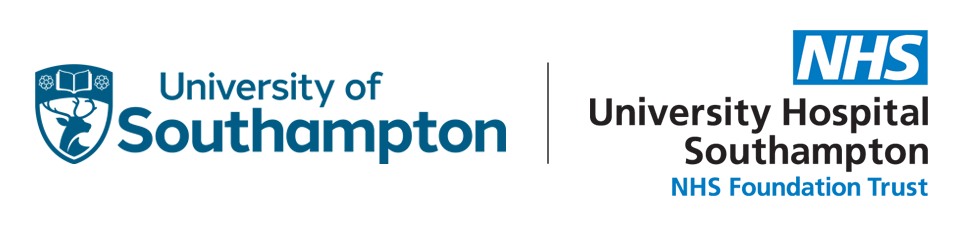 University of
Southampton
NHS
University Hospital
Southampton
NHS Foundation Trust